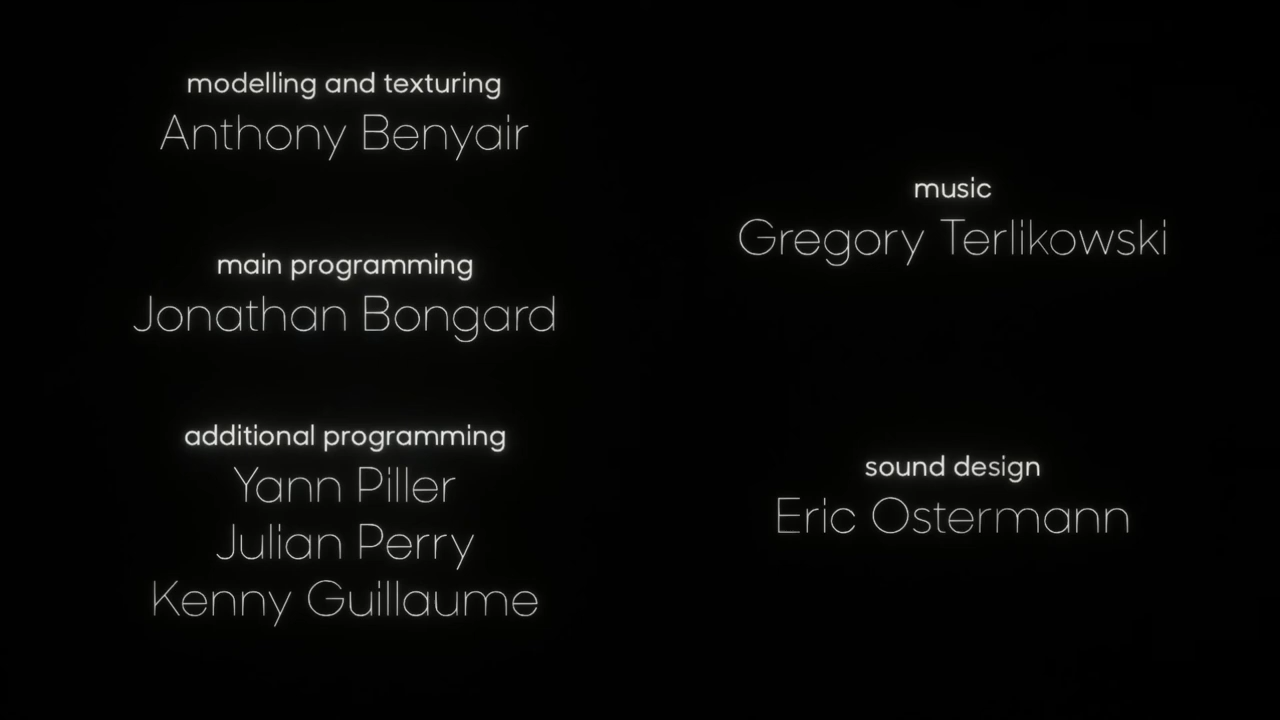 modelling and texturing
Anthony Benyair
main programming
Jonathan Bongard
additional programming
Yann Piller
Julian Perry
Kenny Guillaume
music
Gregory Terlikowski
sound design
Eric Ostermann